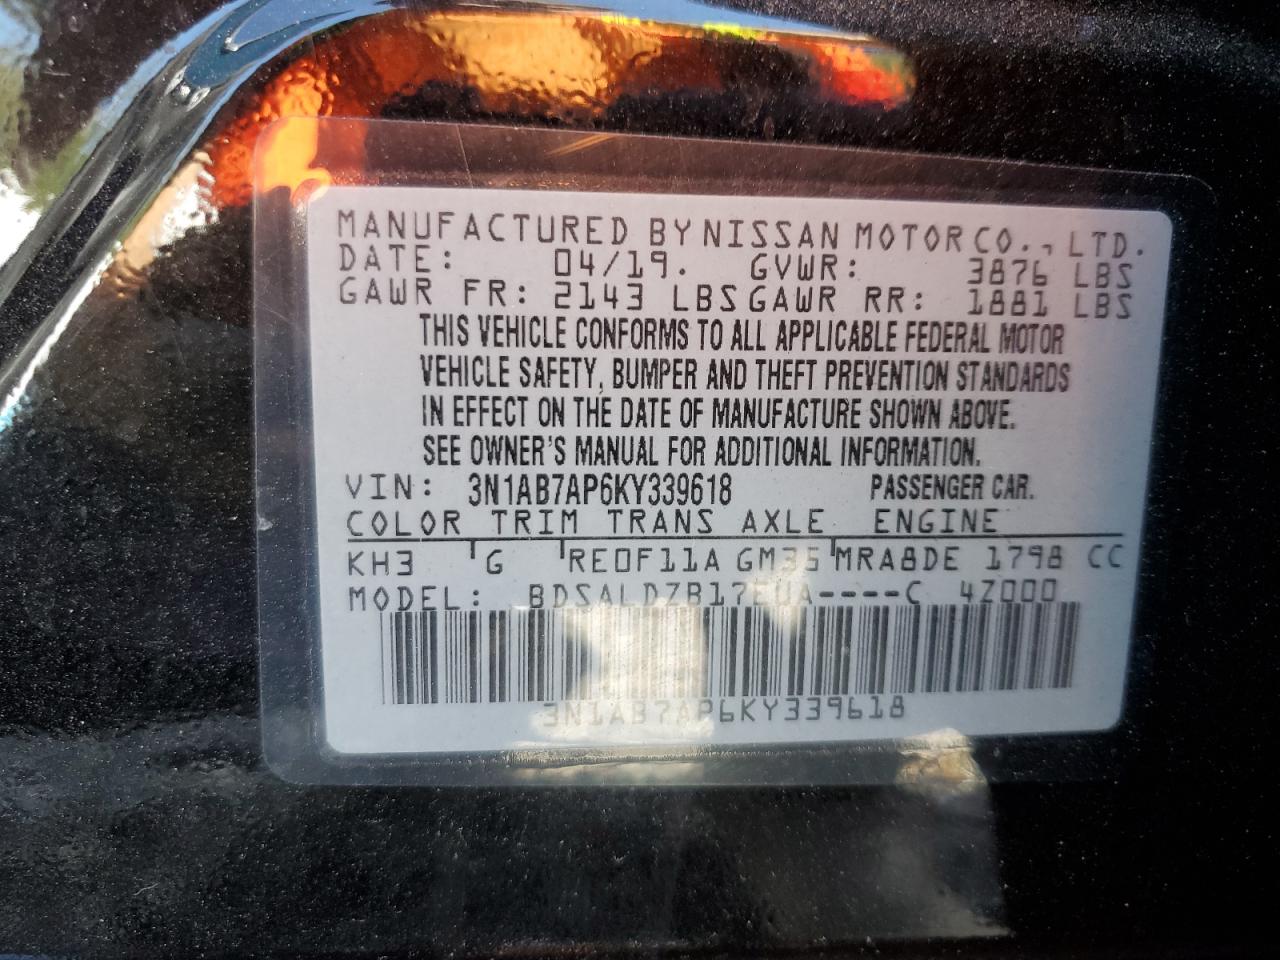 MANUFACTURED BY NISSAN MOTOR CO., LTD.
DATE: 04/19. GVWR: 3876 LBS
GAWR FR: 2143 LBS GAWR RR: 1881 LBS
THIS VEHICLE CONFORMS TO ALL APPLICABLE FEDERAL MOTOR
VEHICLE SAFETY, BUMPER AND THEFT PREVENTION STANDARDS
IN EFFECT ON THE DATE OF MANUFACTURE SHOWN ABOVE.
SEE OWNER'S MANUAL FOR ADDITIONAL INFORMATION.
VIN: 3N1AB7AP6KY339618 PASSENGER CAR.
COLOR TRIM TRANS AXLE ENGINE
KH3 G RE0F11A GM35 MRA8DE 1798 CC
MODEL: BDSALDZB17EUA----C 4Z000
3N1AB7AP6KY339618